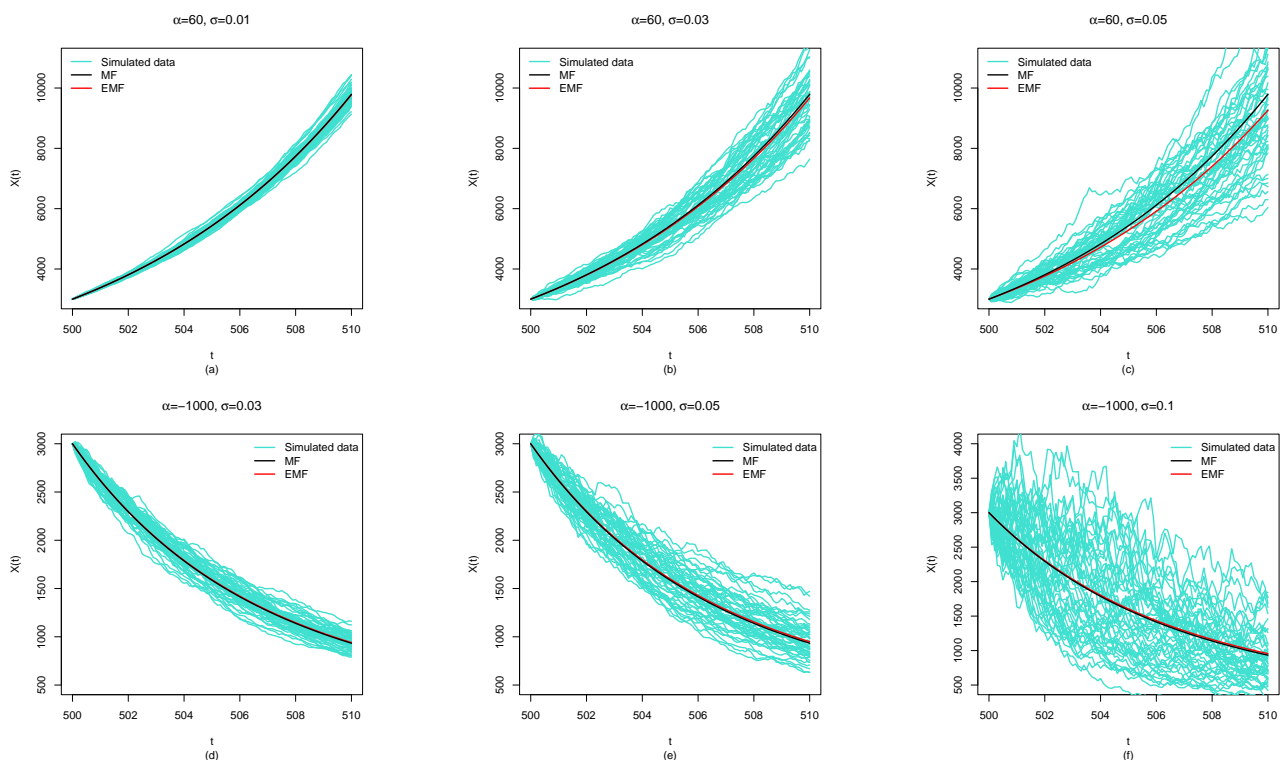 α=60, σ=0.01
Simulated data
MF
EMF
X(t)
10000
8000
6000
4000
500 502 504 506 508 510
t
(a)
α=60, σ=0.03
Simulated data
MF
EMF
X(t)
10000
8000
6000
4000
500 502 504 506 508 510
t
(b)
α=60, σ=0.05
Simulated data
MF
EMF
X(t)
10000
8000
6000
4000
500 502 504 506 508 510
t
(c)
α=−1000, σ=0.03
Simulated data
MF
EMF
X(t)
3000
2500
2000
1500
1000
500
500 502 504 506 508 510
t
(d)
α=−1000, σ=0.05
Simulated data
MF
EMF
X(t)
3000
2500
2000
1500
1000
500
500 502 504 506 508 510
t
(e)
α=−1000, σ=0.1
Simulated data
MF
EMF
X(t)
4000
3500
3000
2500
2000
1500
1000
500
500 502 504 506 508 510
t
(f)